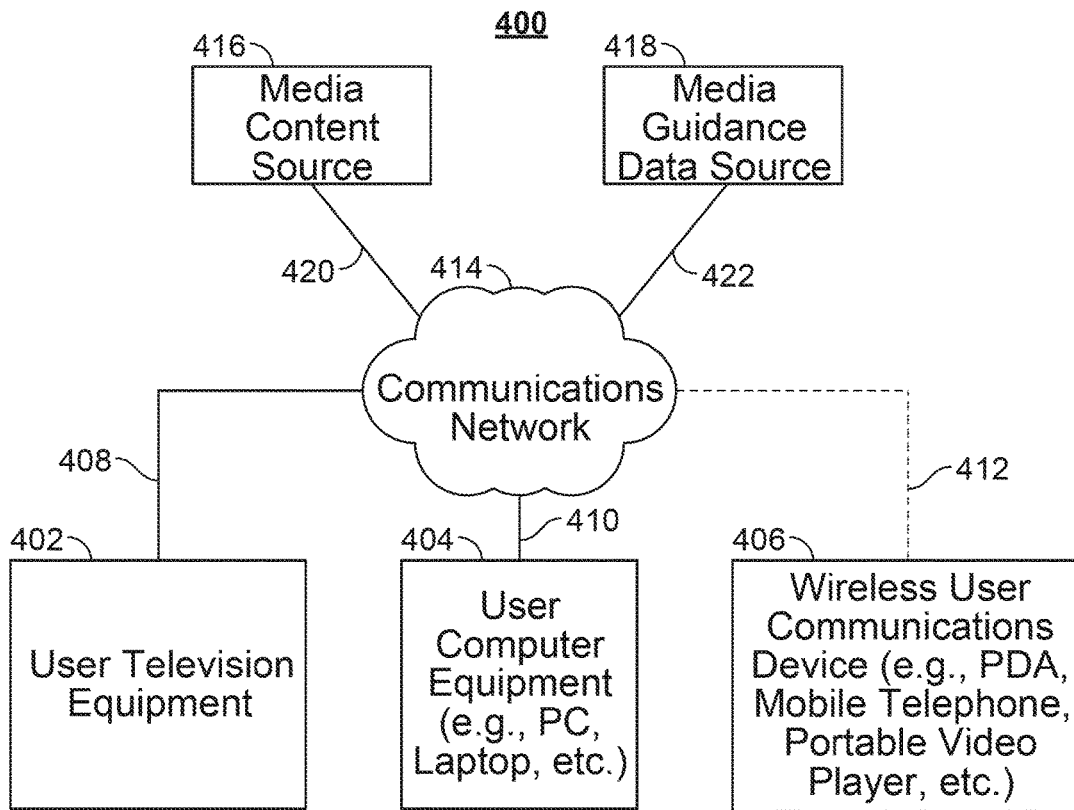 400
416
Media
Content
Source
418
Media
Guidance
Data Source
420
414
422
Communications
Network
408
412
410
402
User Television
Equipment
404
User
Computer
Equipment
(e.g., PC,
Laptop, etc.)
406
Wireless User
Communications
Device (e.g., PDA,
Mobile Telephone,
Portable Video
Player, etc.)